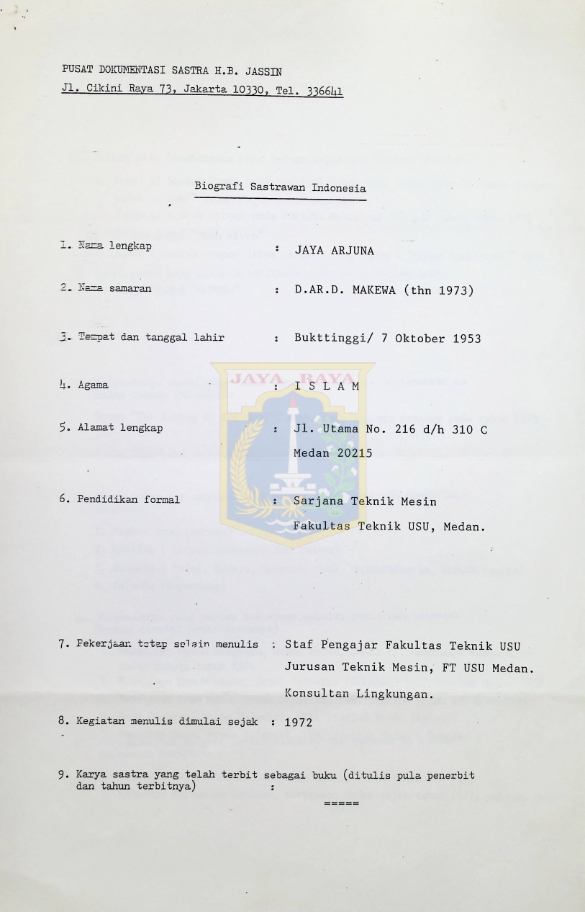 PUSAT DOKUMENTASI SASTRA H.B. JASSIN
Jl. Cikini Raya 73, Jakarta 10330, Tel. 336641
Biografi Sastrawan Indonesia
1. Nama lengkap : JAYA ARJUNA
2. Nama samaran : D.AR.D. MAKEWA (thn 1973)
3. Tempat dan tanggal lahir : Bukttinggi/ 7 Oktober 1953
JAYA RAYA
4. Agama : I S L A M
5. Alamat lengkap : Jl. Utama No. 216 d/h 310 C
Medan 20215
6. Pendidikan formal : Sarjana Teknik Mesin
Fakultas Teknik USU, Medan.
7. Pekerjaan tetap selain menulis : Staf Pengajar Fakultas Teknik USU
Jurusan Teknik Mesin, FT USU Medan.
Konsultan Lingkungan.
8. Kegiatan menulis dimulai sejak : 1972
9. Karya sastra yang telah terbit sebagai buku (ditulis pula penerbit
dan tahun terbitnya) :
=====